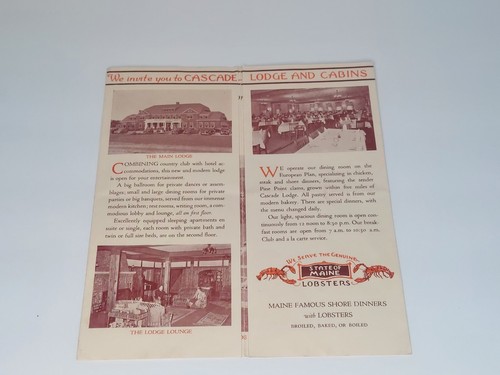 We invite you to CASCADE LODGE AND CABINS
THE MAIN LODGE
COMBINING country club with hotel ac-
commodations, this new and modern lodge
is open for your entertainment.
A big ballroom for private dances or assem-
blages; small and large dining rooms for private
parties or big banquets, served from our immense
modern kitchen; rest rooms, writing room, a com-
modious lobby and lounge, all on first floor.
Excellently equipped sleeping apartments en
suite or single, each room with private bath and
twin or full size beds, are on the second floor.
THE LODGE LOUNGE
WE operate our dining room on the
European Plan, specializing in chicken,
steak and shore dinners, featuring the tender
Pine Point clams, grown within five miles of
Cascade Lodge. All pastry served is from our
modern bakery. There are special dinners, with
the menu changed daily.
Our light, spacious dining room is open con-
tinuously from 12 noon to 8:30 p.m. Our break-
fast rooms are open from 7 a.m. to 10:30 a.m.
Club and a la carte service.
WE SERVE THE GENUINE
STATE OF
MAINE
LOBSTERS
MAINE FAMOUS SHORE DINNERS
with LOBSTERS
BROILED, BAKED, OR BOILED